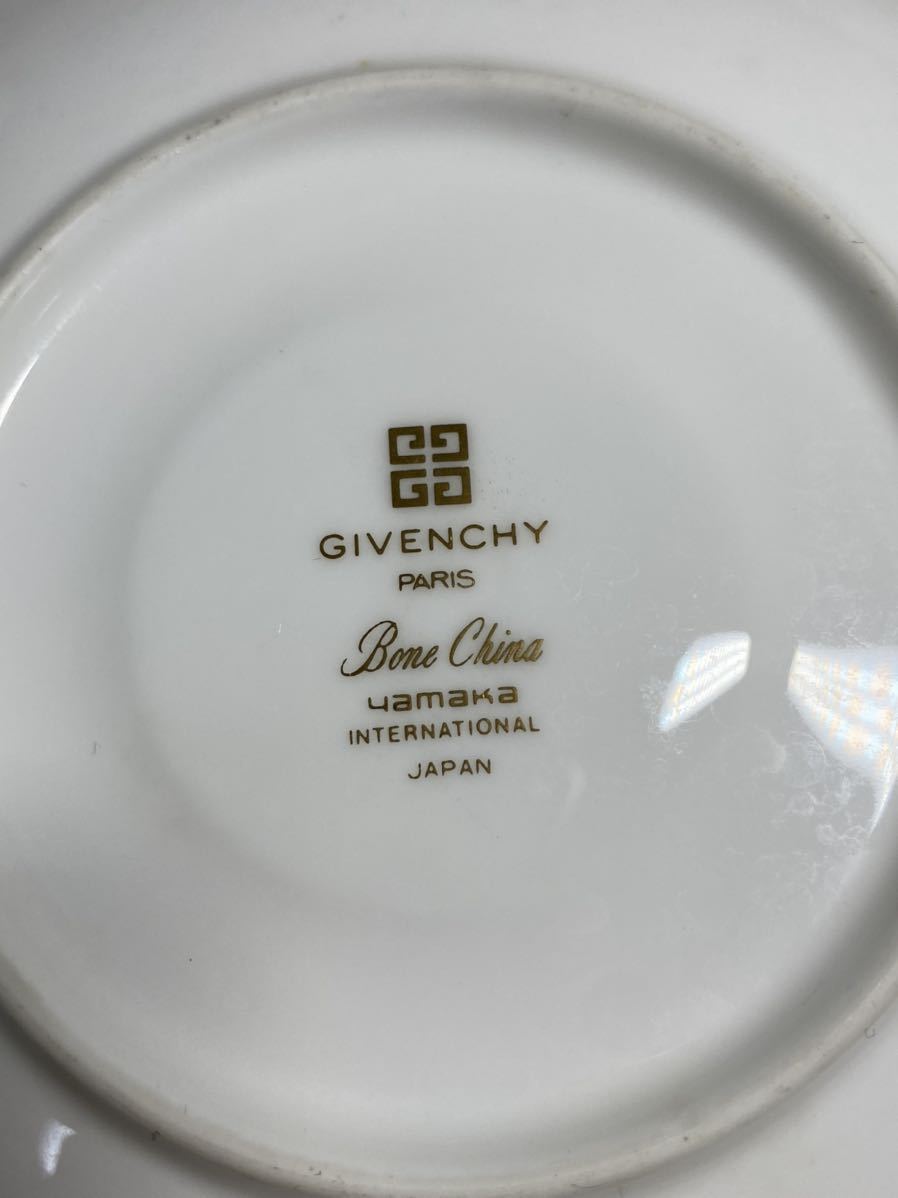 GIVENCHY
PARIS
Bone China
yamaka
INTERNATIONAL
JAPAN